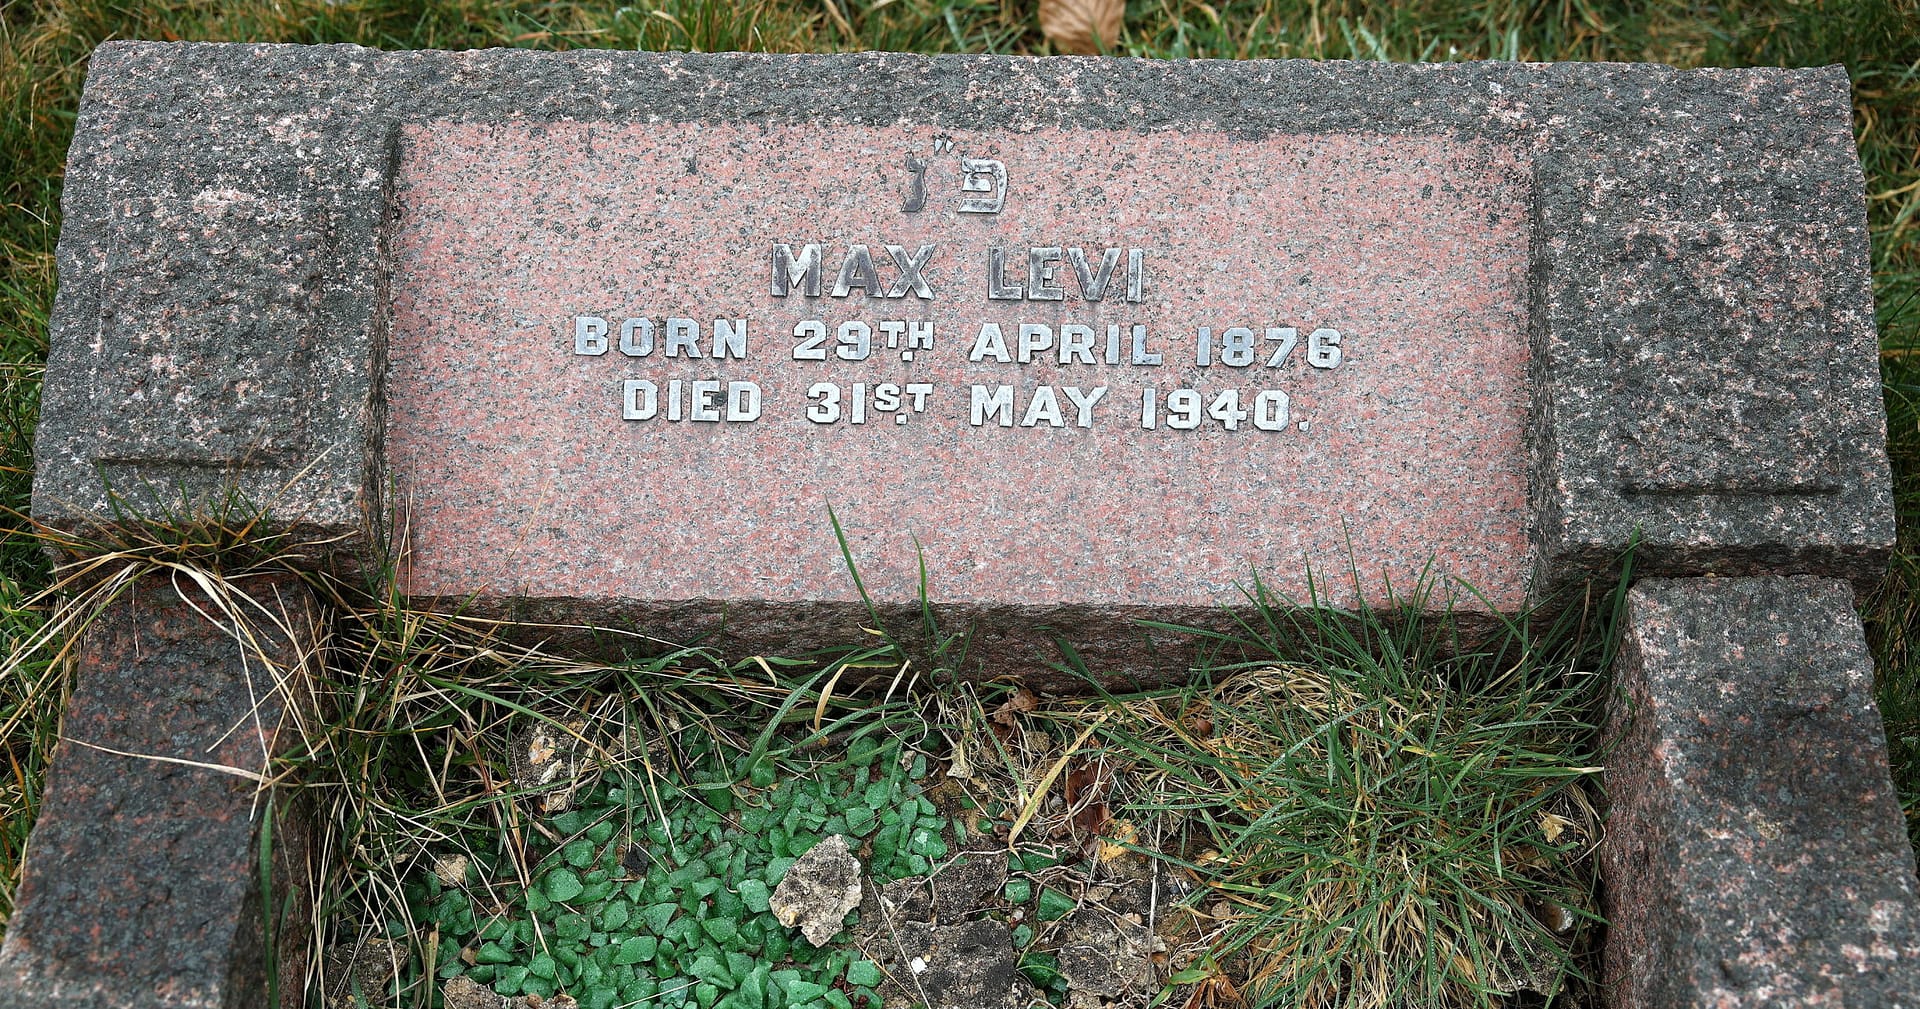 פ״נ
MAX LEVI
BORN 29TH APRIL 1876
DIED 31ST MAY 1940.